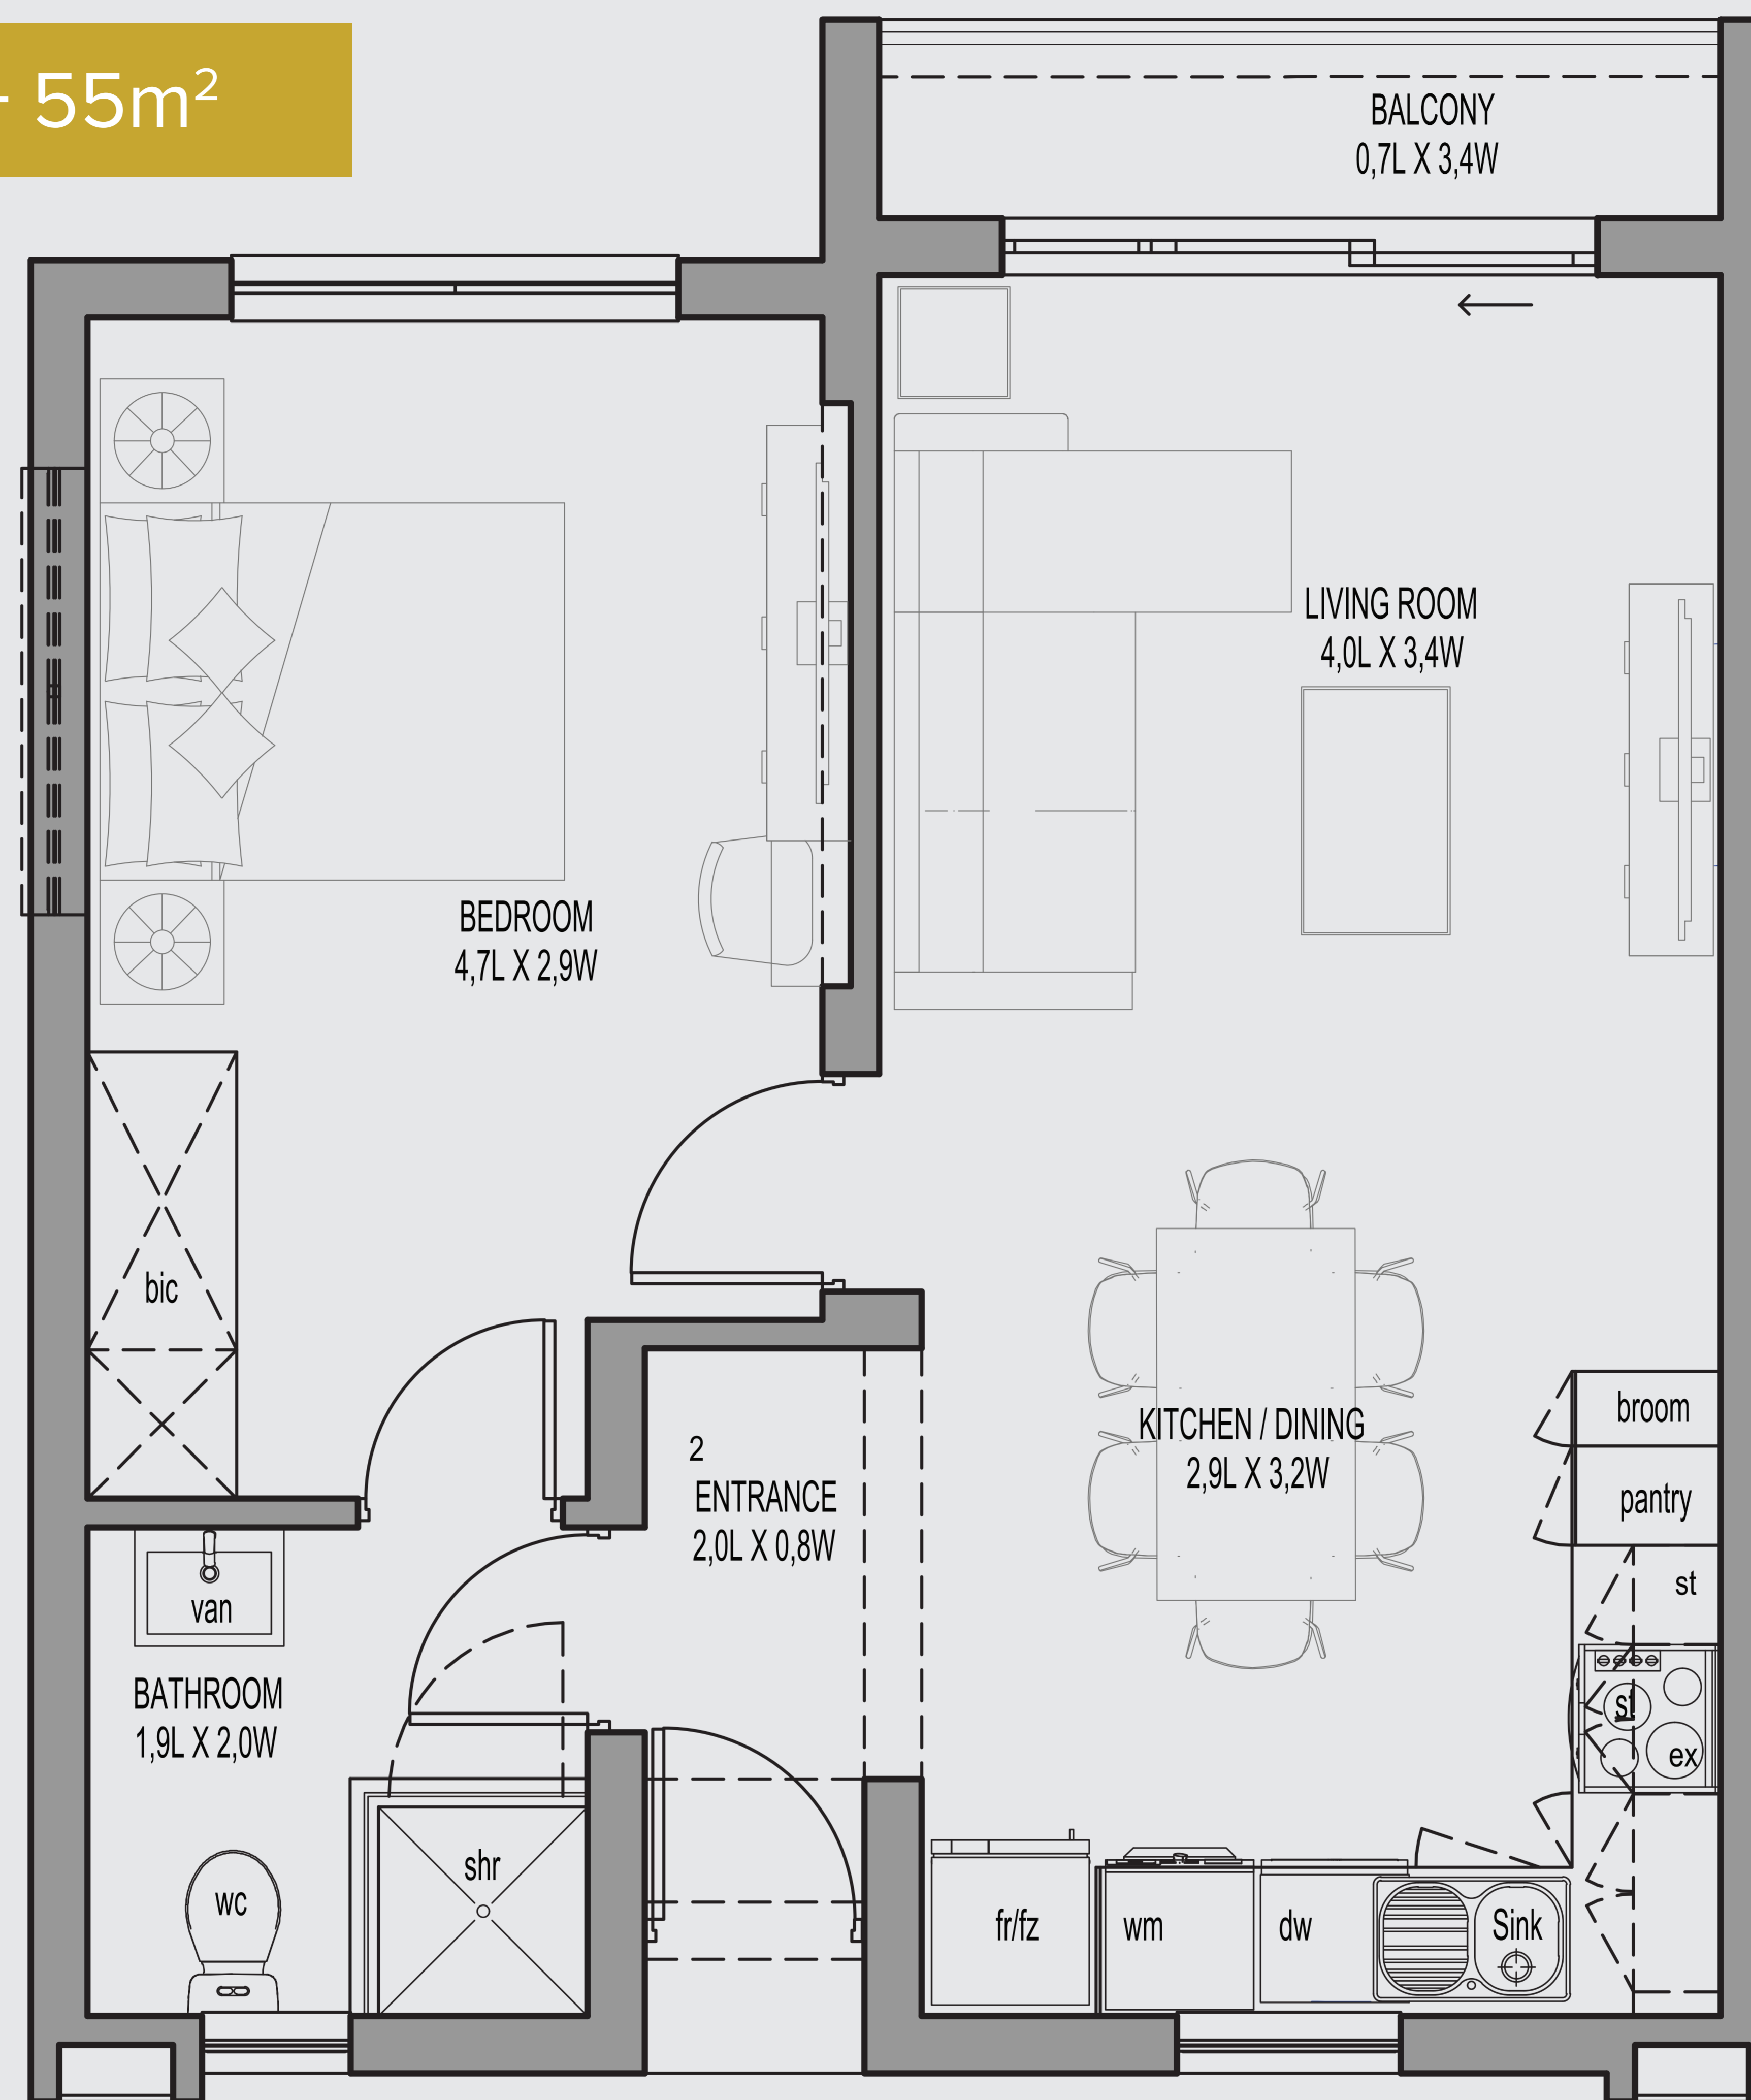 - 55m²
BALCONY
0,7L X 3,4W
LIVING ROOM
4,0L X 3,4W
BEDROOM
4,7L X 2,9W
bic
2
ENTRANCE
2,0L X 0,8W
KITCHEN / DINING
2,9L X 3,2W
broom
pantry
st
st
ex
van
BATHROOM
1,9L X 2,0W
shr
wc
fr/fz
wm
dw
Sink